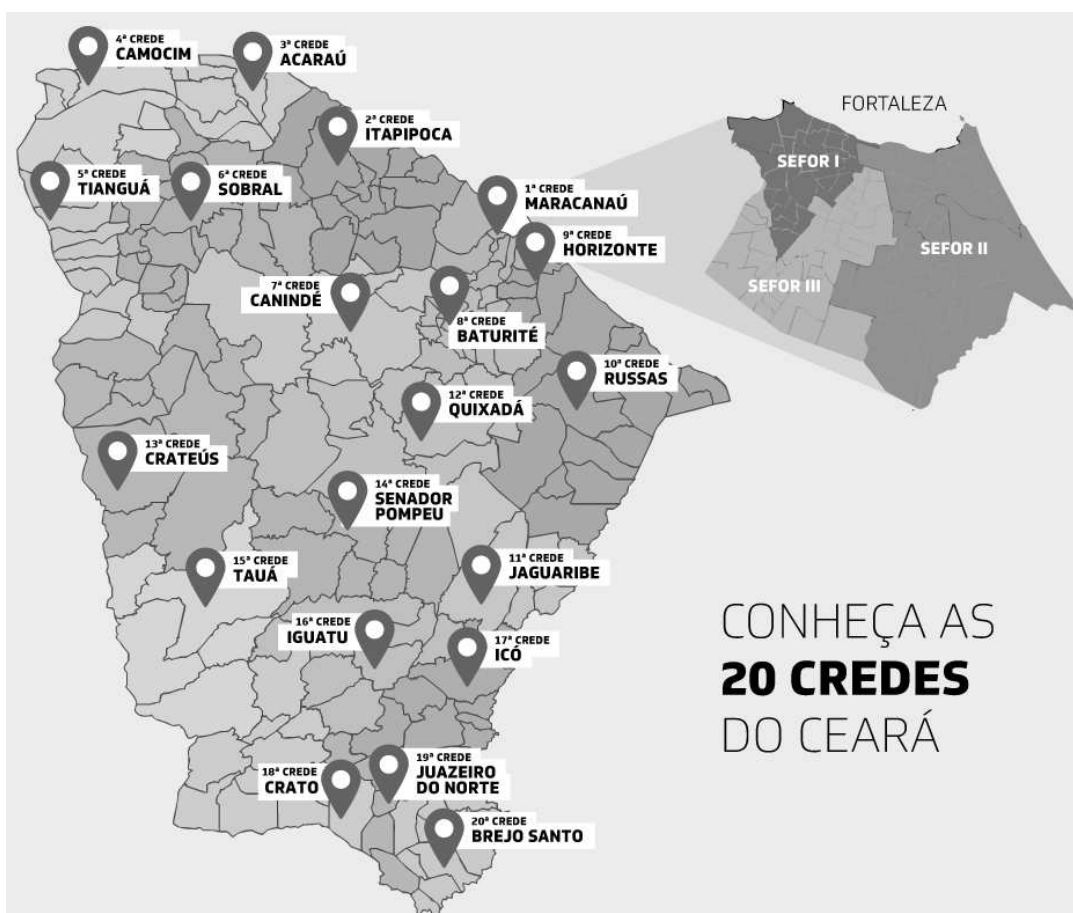 4ª CREDE
CAMOCIM
3ª CREDE
ACARAÚ
2ª CREDE
ITAPIPOCA
5ª CREDE
TIANGUÁ
6ª CREDE
SOBRAL
1ª CREDE
MARACANAÚ
9ª CREDE
HORIZONTE
7ª CREDE
CANINDÉ
8ª CREDE
BATURITÉ
10ª CREDE
RUSSAS
12ª CREDE
QUIXADÁ
13ª CREDE
CRATEÚS
14ª CREDE
SENADOR
POMPEU
15ª CREDE
TAUÁ
11ª CREDE
JAGUARIBE
16ª CREDE
IGUATU
17ª CREDE
ICÓ
18ª CREDE
CRATO
19ª CREDE
JUAZEIRO
DO NORTE
20ª CREDE
BREJO SANTO
FORTALEZA
SEFOR I
SEFOR II
SEFOR III
CONHEÇA AS
20 CREDES
DO CEARÁ